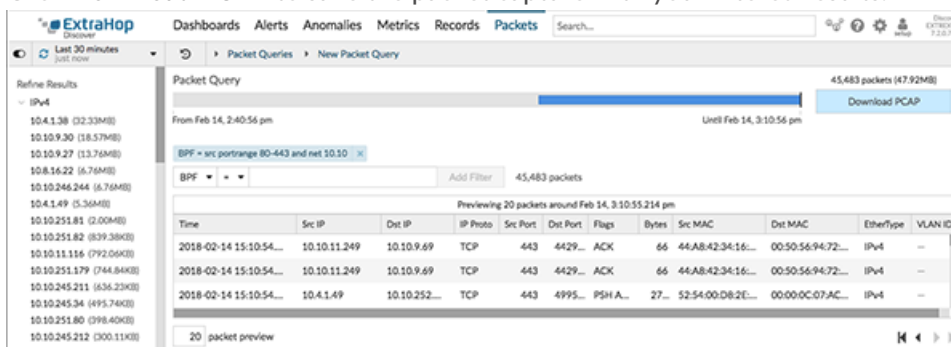 ExtraHop
Discover
Dashboards Alerts Anomalies Metrics Records Packets Search...
Last 30 minutes
just now
Packet Queries › New Packet Query
Refine Results
IPv4
10.4.1.38 (32.33MB)
10.10.9.30 (18.57MB)
10.10.9.27 (13.76MB)
10.8.16.22 (6.76MB)
10.10.246.244 (6.76MB)
10.4.1.49 (5.36MB)
10.10.251.81 (2.00MB)
10.10.251.82 (839.38KB)
10.10.11.116 (792.06KB)
10.10.251.179 (744.84KB)
10.10.245.211 (636.23KB)
10.10.245.34 (495.74KB)
10.10.251.80 (398.40KB)
10.10.245.212 (300.11KB)
Packet Query
45,483 packets (47.92MB)
Download PCAP
From Feb 14, 2:40:56 pm
Until Feb 14, 3:10:56 pm
BPF = src portrange 80-443 and net 10.10 ×
BPF = Add Filter 45,483 packets
Previewing 20 packets around Feb 14, 3:10:55.214 pm
Time Src IP Dst IP IP Proto Src Port Dst Port Flags Bytes Src MAC Dst MAC EtherType VLAN ID
2018-02-14 15:10:54.... 10.10.11.249 10.10.9.69 TCP 443 4429... ACK 66 44:A8:42:34:16:... 00:50:56:94:72:... IPv4 --
2018-02-14 15:10:54.... 10.10.11.249 10.10.9.69 TCP 443 4429... ACK 66 44:A8:42:34:16:... 00:50:56:94:72:... IPv4 --
2018-02-14 15:10:54.... 10.4.1.49 10.10.252.... TCP 443 4995... PSH A... 27... 52:54:00:D8:2E:... 00:00:0C:07:AC... IPv4 --
20 packet preview